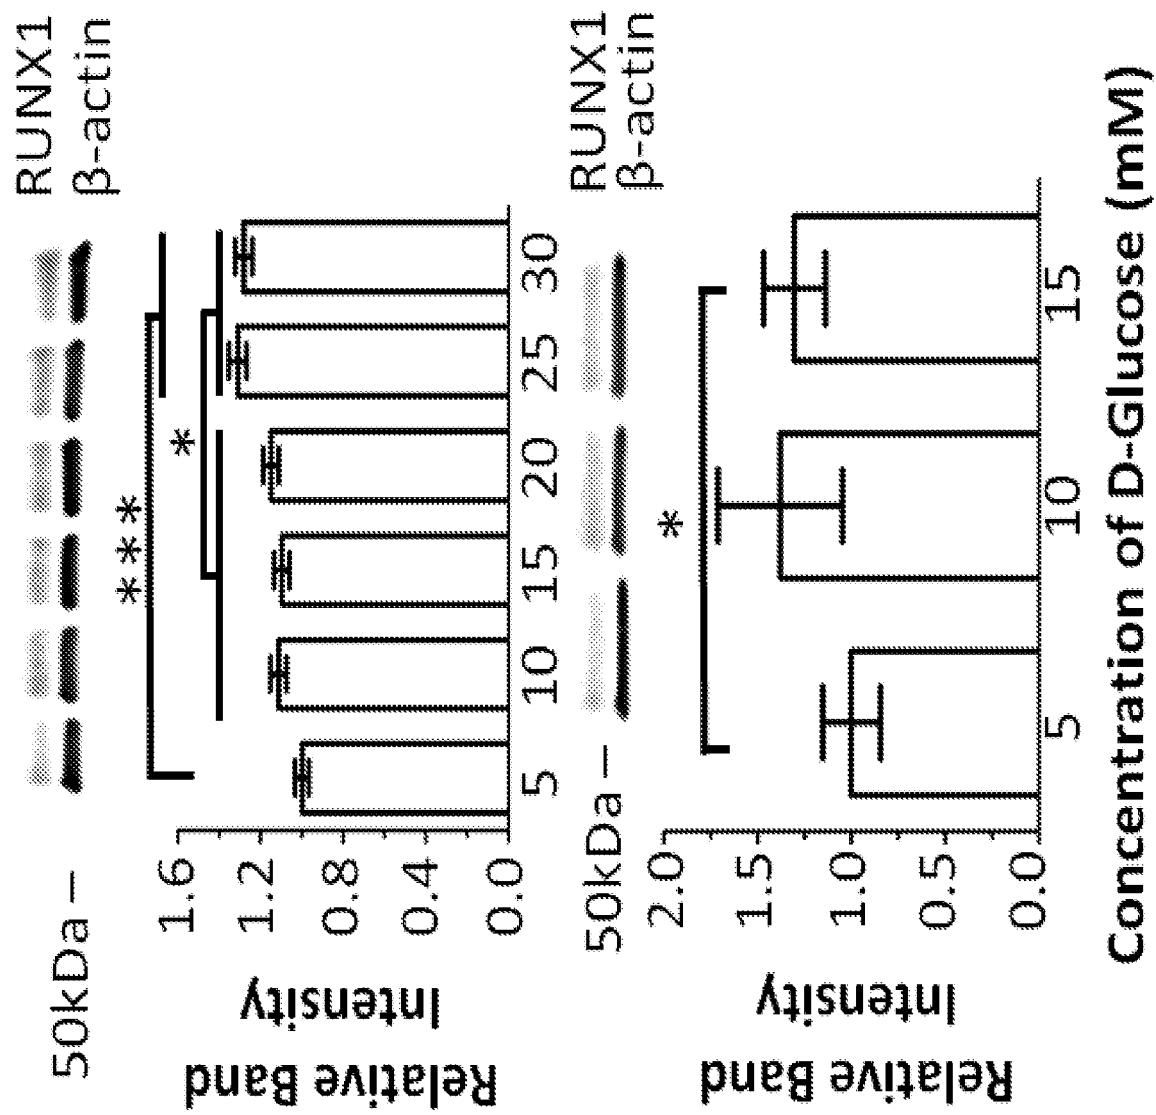 RUNX1
50kDa –
β-actin
***
*
1.6
1.2
0.8
0.4
0.0
Relative Band
Intensity
5 10 15 20 25 30
RUNX1
50kDa –
β-actin
*
2.0
1.5
1.0
0.5
0.0
Relative Band
Intensity
5 10 15
Concentration of D-Glucose (mM)